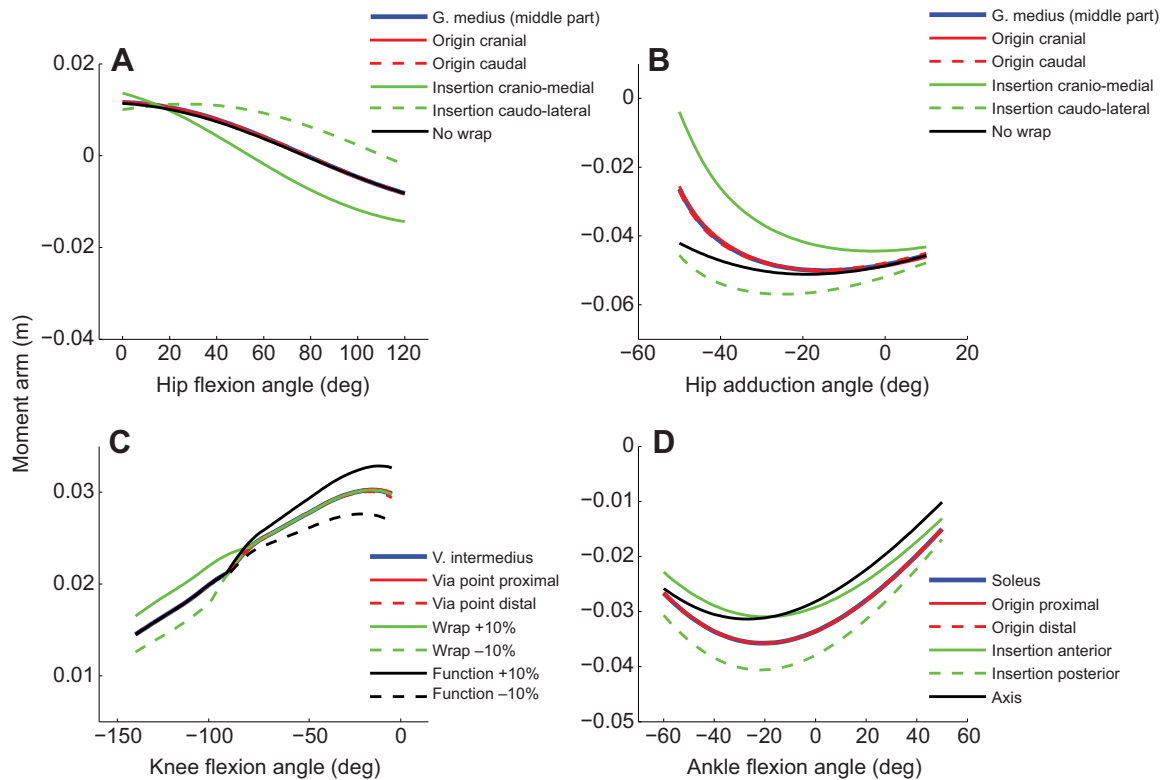 A
G. medius (middle part)
Origin cranial
Origin caudal
Insertion cranio-medial
Insertion caudo-lateral
No wrap
0.02
0
−0.02
−0.04
0 20 40 60 80 100 120
Hip flexion angle (deg)
B
G. medius (middle part)
Origin cranial
Origin caudal
Insertion cranio-medial
Insertion caudo-lateral
No wrap
0
−0.02
−0.04
−0.06
−60 −40 −20 0 20
Hip adduction angle (deg)
Moment arm (m)
C
0.03
0.02
0.01
V. intermedius
Via point proximal
Via point distal
Wrap +10%
Wrap –10%
Function +10%
Function –10%
−150 −100 −50 0
Knee flexion angle (deg)
D
0
−0.01
−0.02
−0.03
−0.04
−0.05
Soleus
Origin proximal
Origin distal
Insertion anterior
Insertion posterior
Axis
−60 −40 −20 0 20 40 60
Ankle flexion angle (deg)